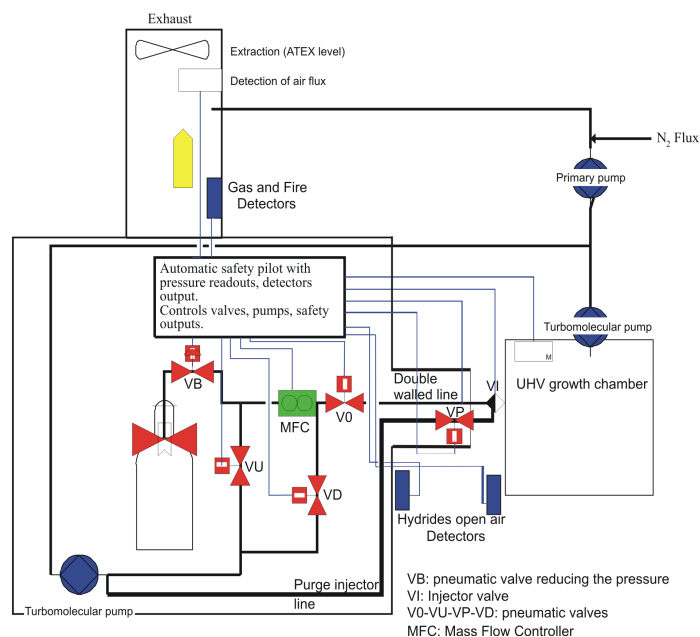 Exhaust
Extraction (ATEX level)
Detection of air flux
N2 Flux
Primary pump
Gas and Fire
Detectors
Automatic safety pilot with
pressure readouts, detectors
output.
Controls valves, pumps, safety
outputs.
Turbomolecular pump
M
UHV growth chamber
VB
Double
walled line
VI
MFC
V0
VP
VU
VD
Hydrides open air
Detectors
Purge injector
line
Turbomolecular pump
VB: pneumatic valve reducing the pressure
VI: Injector valve
V0-VU-VP-VD: pneumatic valves
MFC: Mass Flow Controller